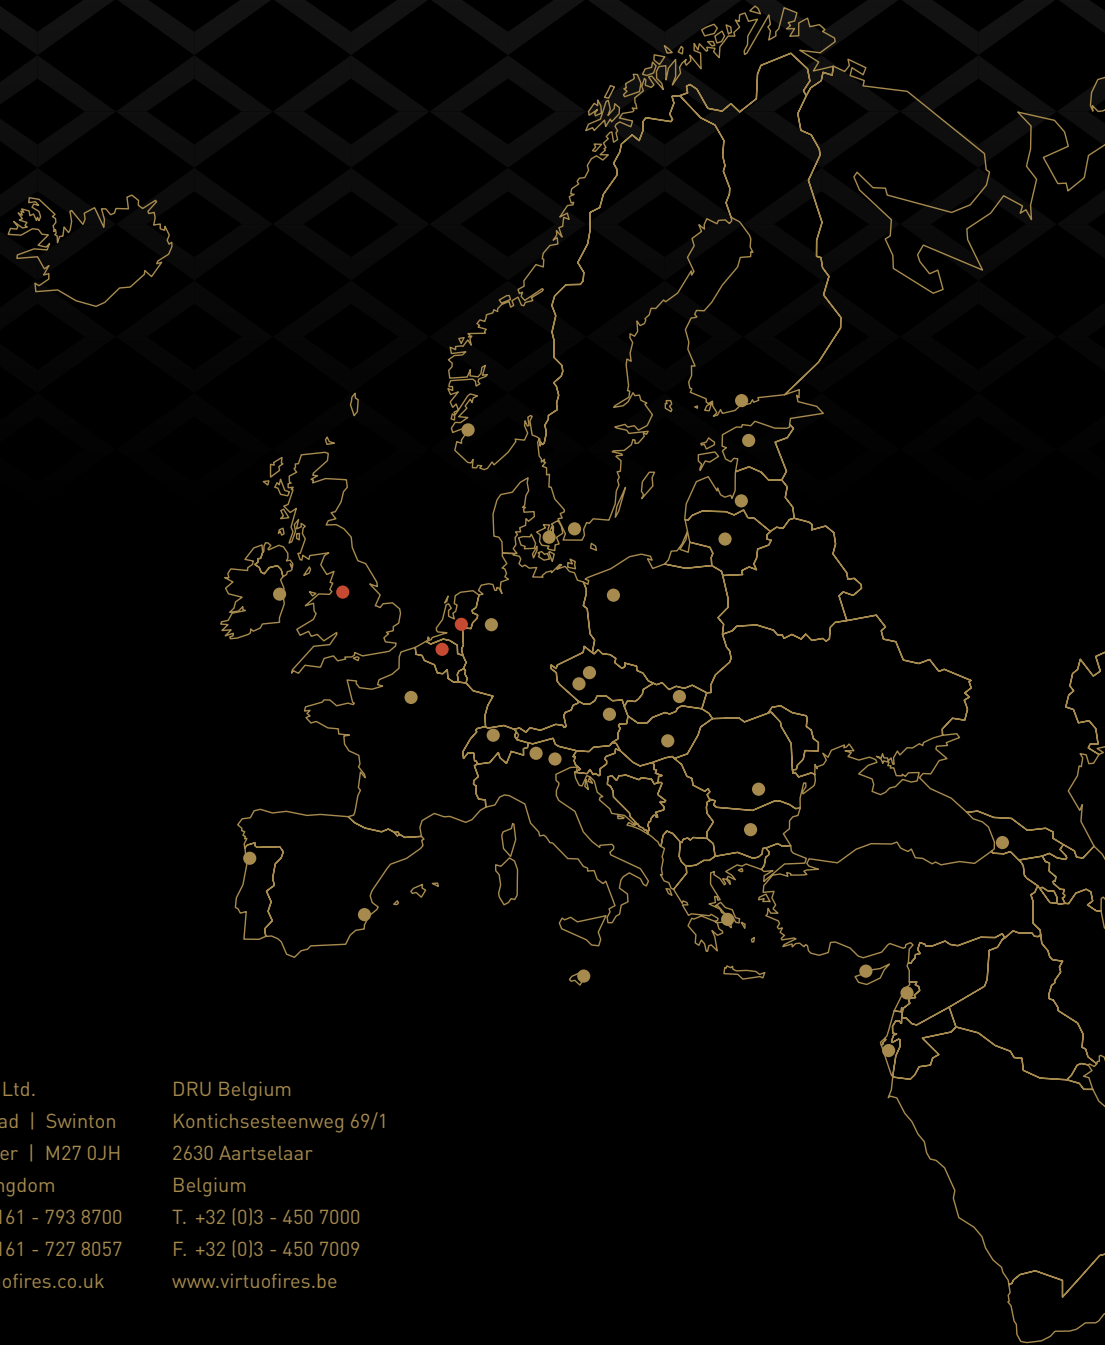 Ltd.
ad | Swinton
er | M27 0JH
ngdom
161 - 793 8700
161 - 727 8057
ofires.co.uk
DRU Belgium
Kontichsesteenweg 69/1
2630 Aartselaar
Belgium
T. +32 (0)3 - 450 7000
F. +32 (0)3 - 450 7009
www.virtuofires.be